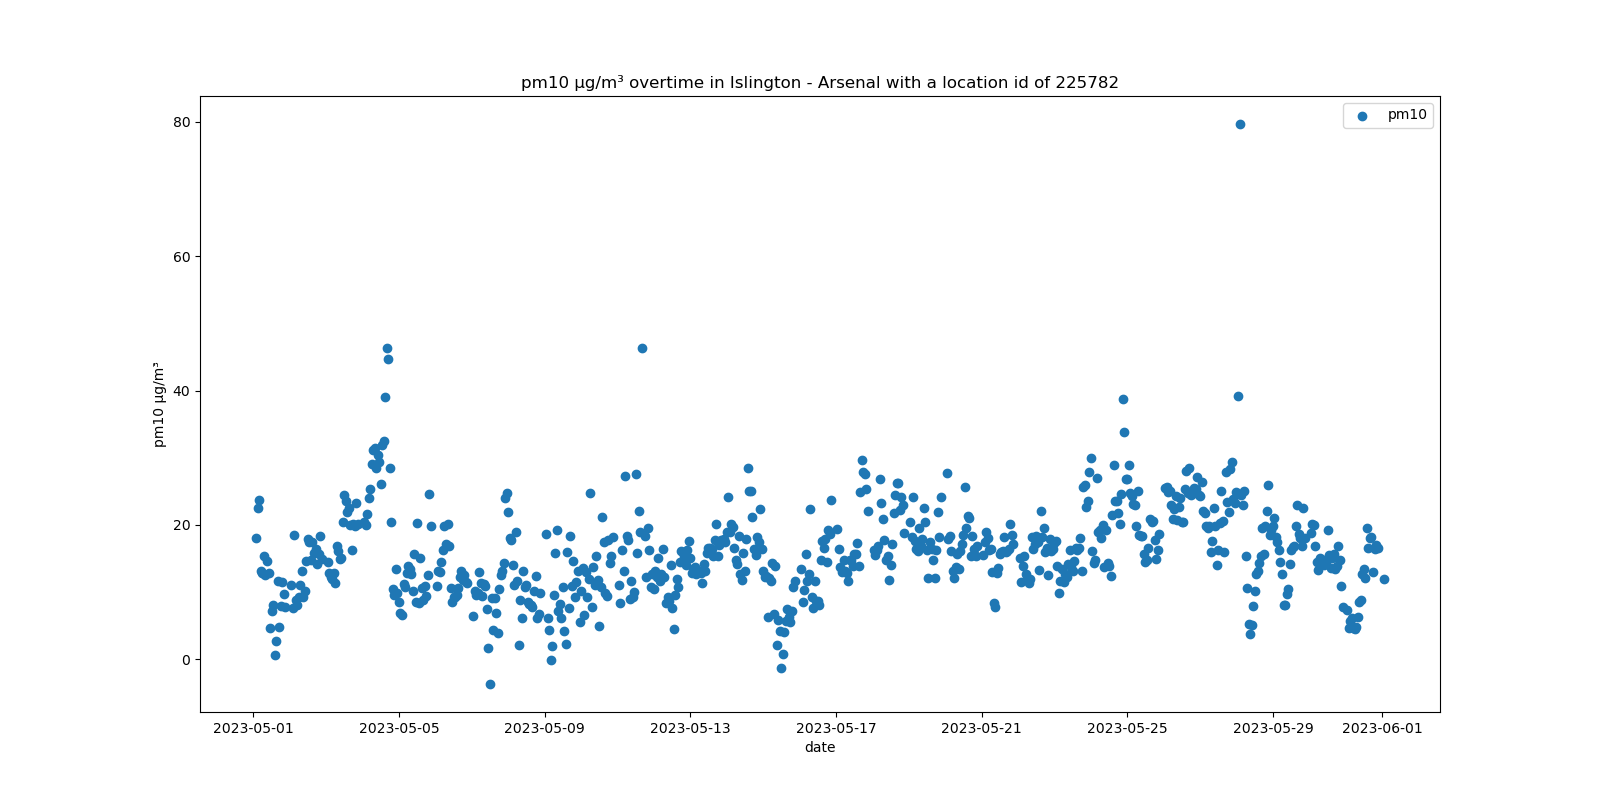 pm10 µg/m³ overtime in Islington - Arsenal with a location id of 225782
pm10
80
60
40
20
0
pm10 µg/m³
2023-05-01 2023-05-05 2023-05-09 2023-05-13 2023-05-17 2023-05-21 2023-05-25 2023-05-29 2023-06-01
date